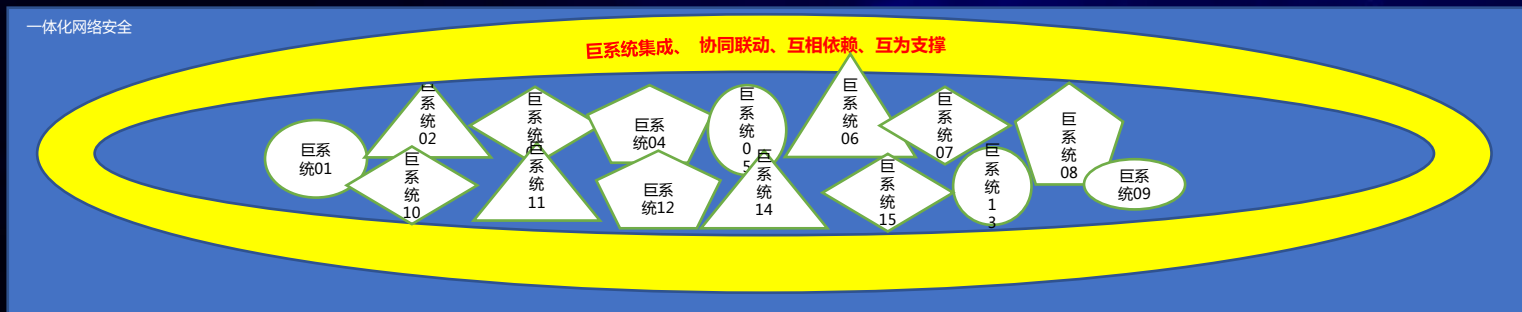 一体化网络安全
巨系统集成、 协同联动、互相依赖、互为支撑
巨系
统01
巨系统02
巨系统
巨系
统04
巨系统05
巨系统06
巨系统07
巨系统08
巨系
统09
巨系统10
巨系统11
巨系
统12
巨系统14
巨系统15
巨系统13